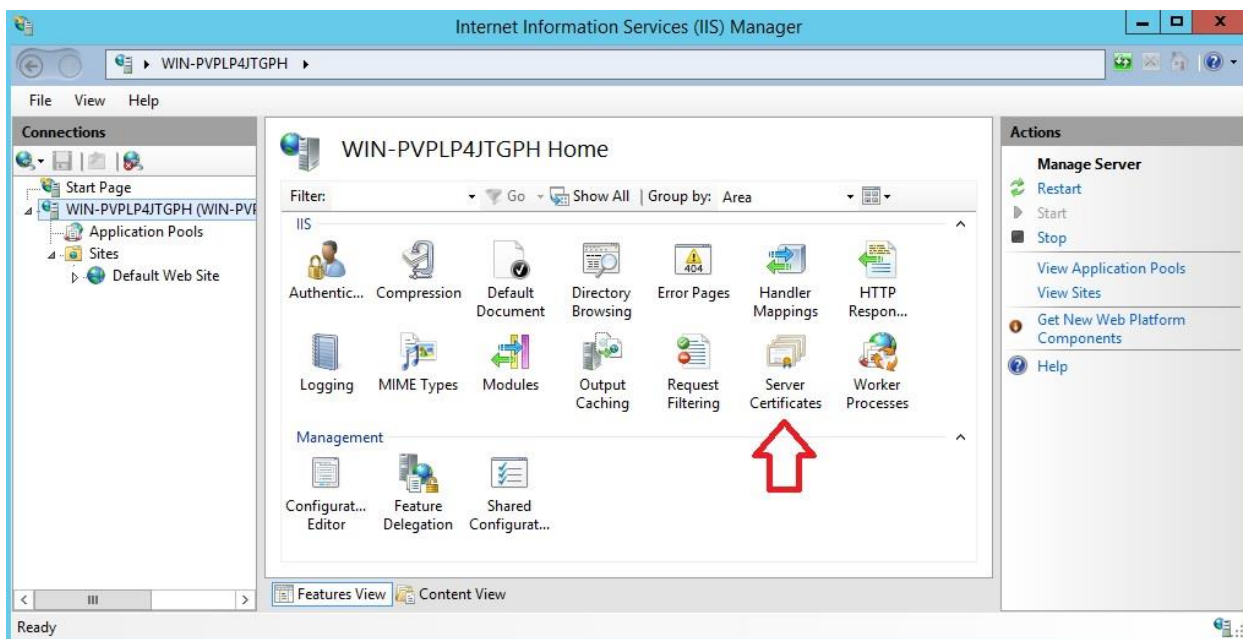 Internet Information Services (IIS) Manager
WIN-PVPLP4JTGPH
File View Help
Connections
Start Page
WIN-PVPLP4JTGPH (WIN-PVP
Application Pools
Sites
Default Web Site
WIN-PVPLP4JTGPH Home
Filter: Go Show All Group by: Area
IIS
Authentic... Compression Default Directory Error Pages Handler HTTP
Document Browsing Mappings Respon...
404
Logging MIME Types Modules Output Request Server Worker
Caching Filtering Certificates Processes
Management
Configurat... Feature Shared
Editor Delegation Configurat...
Features View Content View
Actions
Manage Server
Restart
Start
Stop
View Application Pools
View Sites
Get New Web Platform
Components
Help
Ready